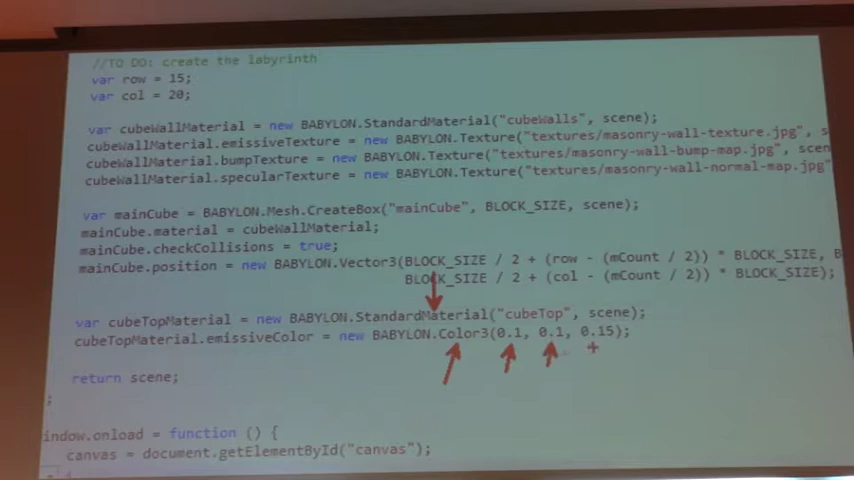 //TO DO: create the labyrinth
var row = 15;
var col = 20;
var cubeWallMaterial = new BABYLON.StandardMaterial("cubeWalls", scene);
cubeWallMaterial.emissiveTexture = new BABYLON.Texture("textures/masonry-wall-texture.jpg", s
cubeWallMaterial.bumpTexture = new BABYLON.Texture("textures/masonry-wall-bump-map.jpg", scen
cubeWallMaterial.specularTexture = new BABYLON.Texture("textures/masonry-wall-normal-map.jpg"
var mainCube = BABYLON.Mesh.CreateBox("mainCube", BLOCK_SIZE, scene);
mainCube.material = cubeWallMaterial;
mainCube.checkCollisions = true;
mainCube.position = new BABYLON.Vector3(BLOCK_SIZE / 2 + (row - (mCount / 2)) * BLOCK_SIZE, B
BLOCK_SIZE / 2 + (col - (mCount / 2)) * BLOCK_SIZE);
var cubeTopMaterial = new BABYLON.StandardMaterial("cubeTop", scene);
cubeTopMaterial.emissiveColor = new BABYLON.Color3(0.1, 0.1, 0.15);
return scene;
;
indow.onload = function () {
canvas = document.getElementById("canvas");